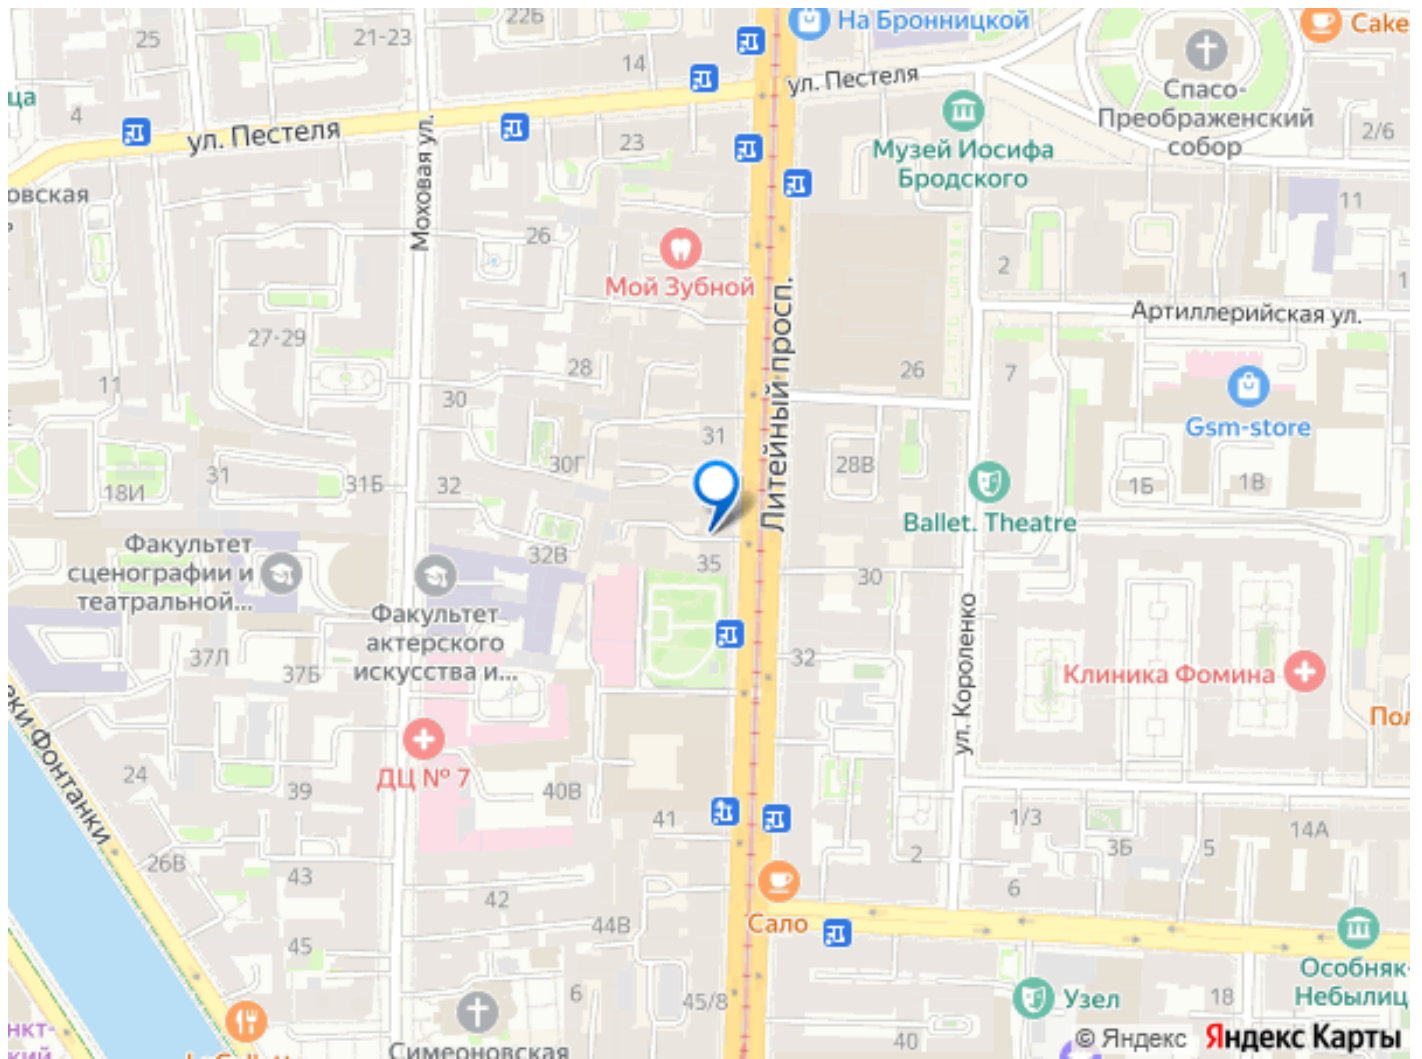 22Б
На Бронницкой
Cake
25
21-23
14
ул. Пестеля
Спасо-
Преображенский
собор
ца
4
ул. Пестеля
Моховая ул.
23
Музей Иосифа
Бродского
2/6
овская
11
26
2
Мой Зубной
Литейный просп.
Артиллерийская ул.
27-29
28
26
7
11
30
31
Gsm-store
31
30Г
28В
18И
31Б
32
1Б
1В
Ballet. Theatre
Факультет
сценографии и
театральной...
32В
35
30
Факультет
актерского
искусства и...
ул. Короленко
37Л
37Б
32
Клиника Фомина
Пол
ки Фонтанки
24
39
ДЦ № 7
40В
41
1/3
3Б
5
14А
26В
43
2
6
42
44В
Сало
45
Особняк-
Небылиц
6
45/8
Узел
18
нкт-
кий
Симеоновская
40
© Яндекс Яндекс Карты